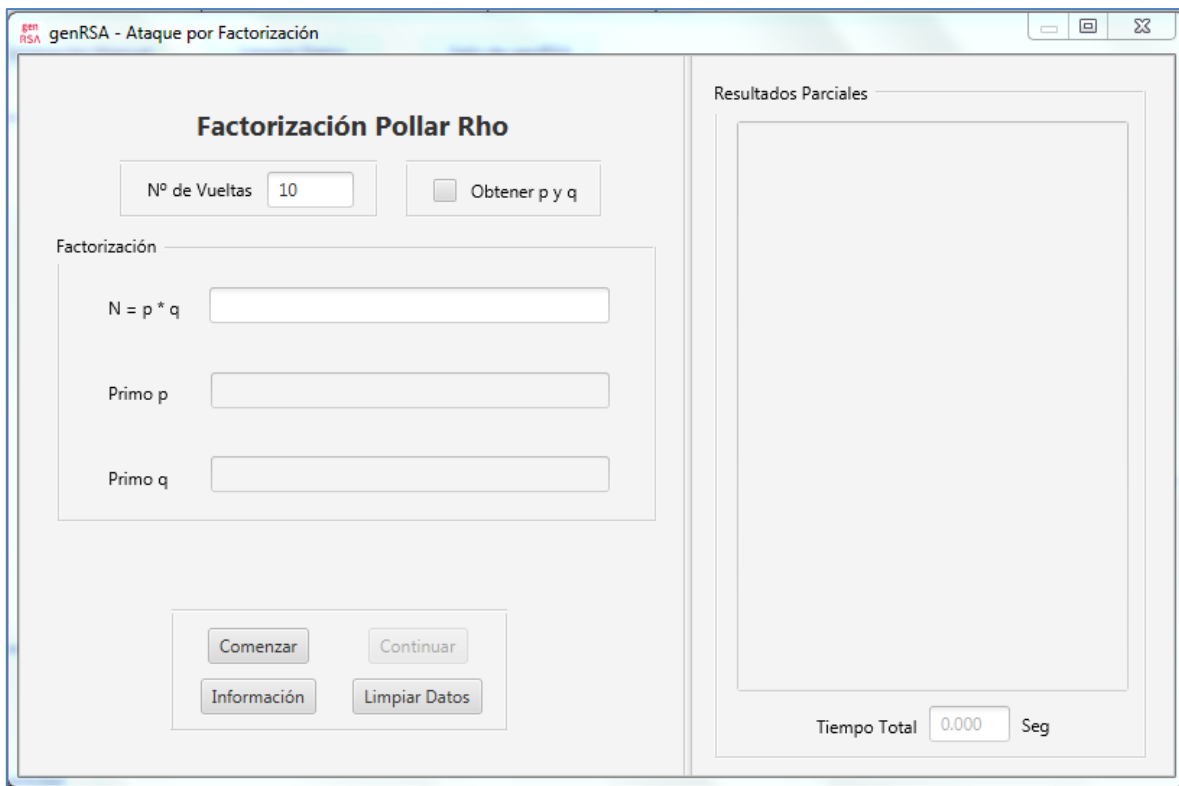 gen
RSA
genRSA - Ataque por Factorización
Factorización Pollar Rho
Nº de Vueltas 10
Obtener p y q
Factorización
N = p * q
Primo p
Primo q
Comenzar
Continuar
Información
Limpiar Datos
Resultados Parciales
Tiempo Total 0.000 Seg